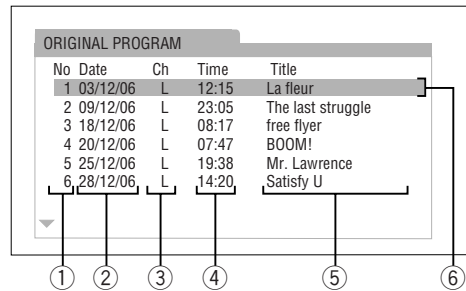 ORIGINAL PROGRAM
No Date Ch Time Title
1 03/12/06 L 12:15 La fleur
2 09/12/06 L 23:05 The last struggle
3 18/12/06 L 08:17 free flyer
4 20/12/06 L 07:47 BOOM!
5 25/12/06 L 19:38 Mr. Lawrence
6 28/12/06 L 14:20 Satisfy U
① ② ③ ④ ⑤ ⑥